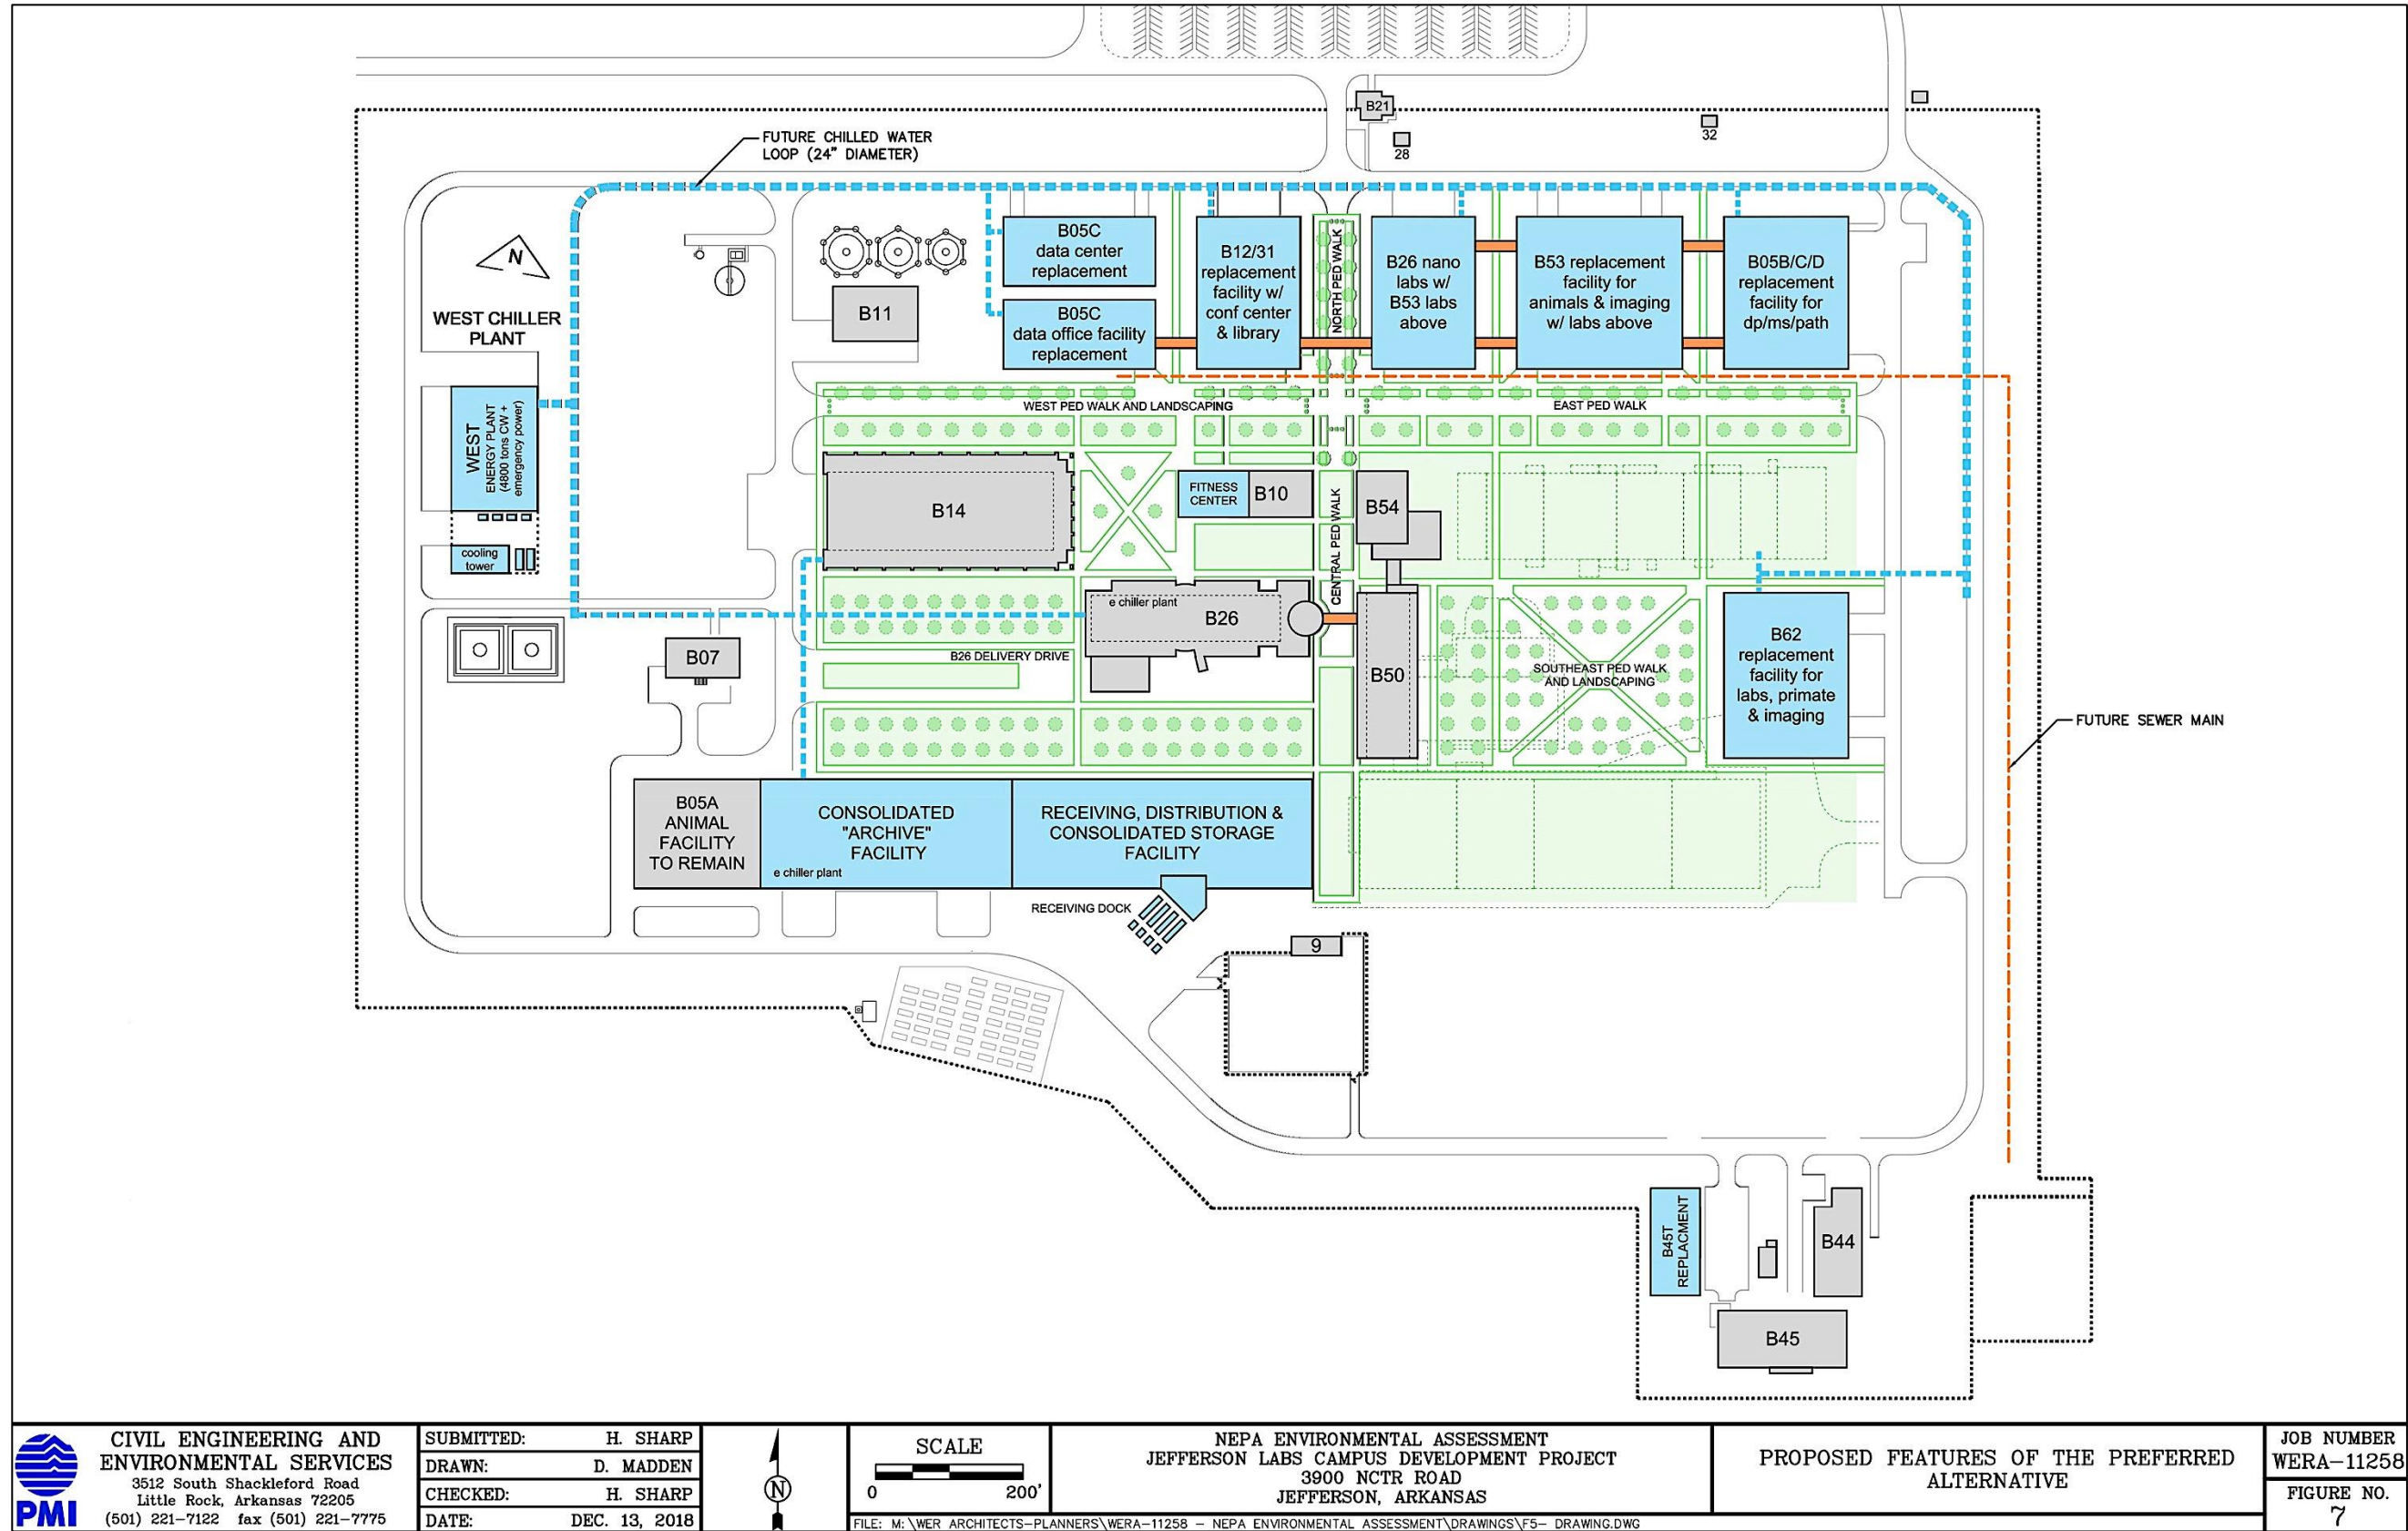 B21
28
32
FUTURE CHILLED WATER
LOOP (24" DIAMETER)
N
WEST CHILLER
PLANT
B11
B05C
data center
replacement
B05C
data office facility
replacement
B12/31
replacement
facility w/
conf center
& library
NORTH PED WALK
B26 nano
labs w/
B53 labs
above
B53 replacement
facility for
animals & imaging
w/ labs above
B05B/C/D
replacement
facility for
dp/ms/path
WEST PED WALK AND LANDSCAPING
EAST PED WALK
WEST
ENERGY PLANT
(4800 tons CW +
emergency power)
cooling
tower
B14
FITNESS
CENTER
B10
CENTRAL PED WALK
B54
e chiller plant
B26
B07
B26 DELIVERY DRIVE
B50
SOUTHEAST PED WALK
AND LANDSCAPING
B62
replacement
facility for
labs, primate
& imaging
FUTURE SEWER MAIN
B05A
ANIMAL
FACILITY
TO REMAIN
CONSOLIDATED
"ARCHIVE"
FACILITY
e chiller plant
RECEIVING, DISTRIBUTION &
CONSOLIDATED STORAGE
FACILITY
RECEIVING DOCK
9
B45T
REPLACMENT
B44
B45
PMI
CIVIL ENGINEERING AND
ENVIRONMENTAL SERVICES
3512 South Shackleford Road
Little Rock, Arkansas 72205
(501) 221-7122 fax (501) 221-7775
SUBMITTED: H. SHARP
DRAWN: D. MADDEN
CHECKED: H. SHARP
DATE: DEC. 13, 2018
N
SCALE
0 200'
NEPA ENVIRONMENTAL ASSESSMENT
JEFFERSON LABS CAMPUS DEVELOPMENT PROJECT
3900 NCTR ROAD
JEFFERSON, ARKANSAS
FILE: M:\WER ARCHITECTS-PLANNERS\WERA-11258 - NEPA ENVIRONMENTAL ASSESSMENT\DRAWINGS\F5- DRAWING.DWG
PROPOSED FEATURES OF THE PREFERRED
ALTERNATIVE
JOB NUMBER
WERA-11258
FIGURE NO.
7